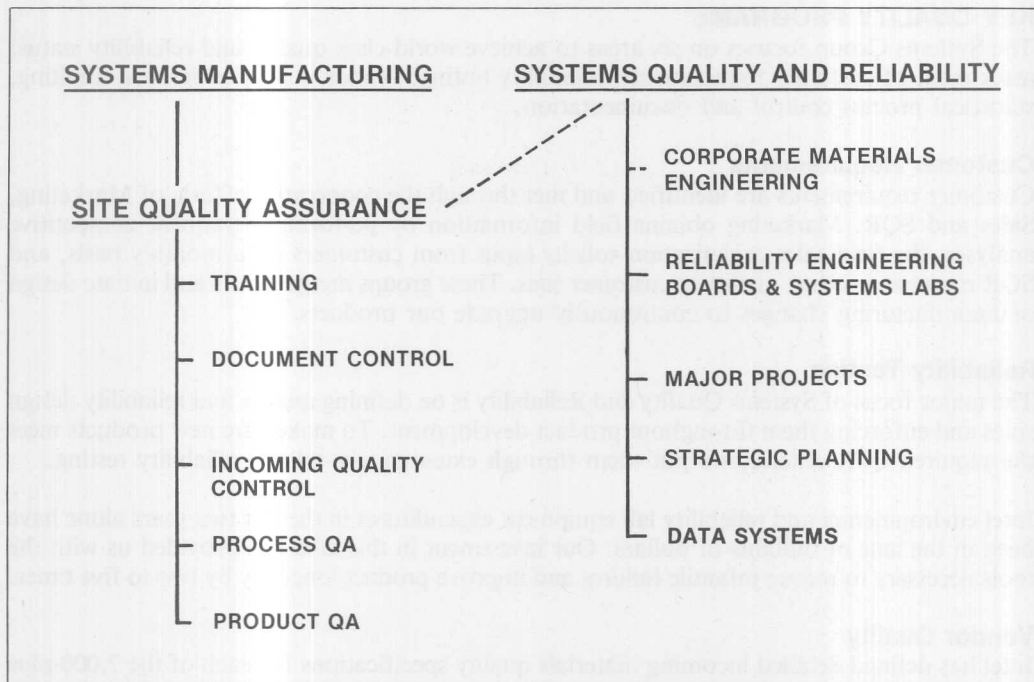 SYSTEMS MANUFACTURING
SYSTEMS QUALITY AND RELIABILITY
SITE QUALITY ASSURANCE
TRAINING
DOCUMENT CONTROL
INCOMING QUALITY
CONTROL
PROCESS QA
PRODUCT QA
CORPORATE MATERIALS
ENGINEERING
RELIABILITY ENGINEERING
BOARDS & SYSTEMS LABS
MAJOR PROJECTS
STRATEGIC PLANNING
DATA SYSTEMS